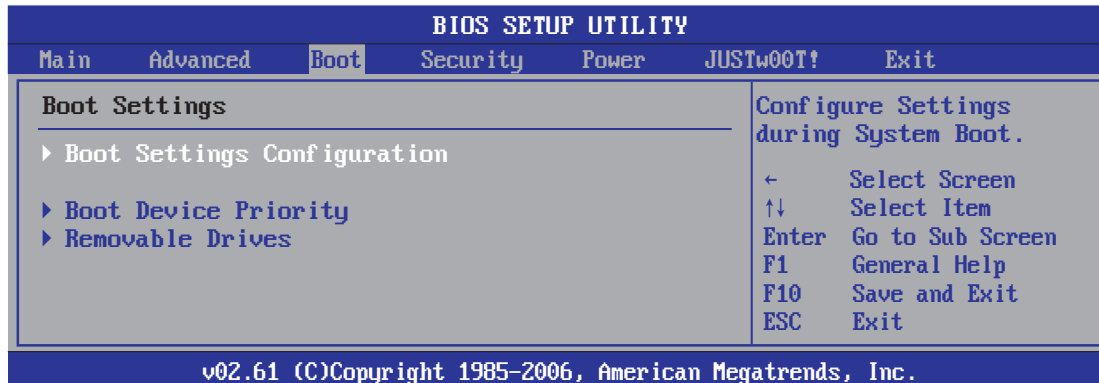 BIOS SETUP UTILITY
Main Advanced Boot Security Power JUSTw00T! Exit
Boot Settings
Boot Settings Configuration
Boot Device Priority
Removable Drives
Configure Settings
during System Boot.
← Select Screen
↑↓ Select Item
Enter Go to Sub Screen
F1 General Help
F10 Save and Exit
ESC Exit
v02.61 (C)Copyright 1985-2006, American Megatrends, Inc.